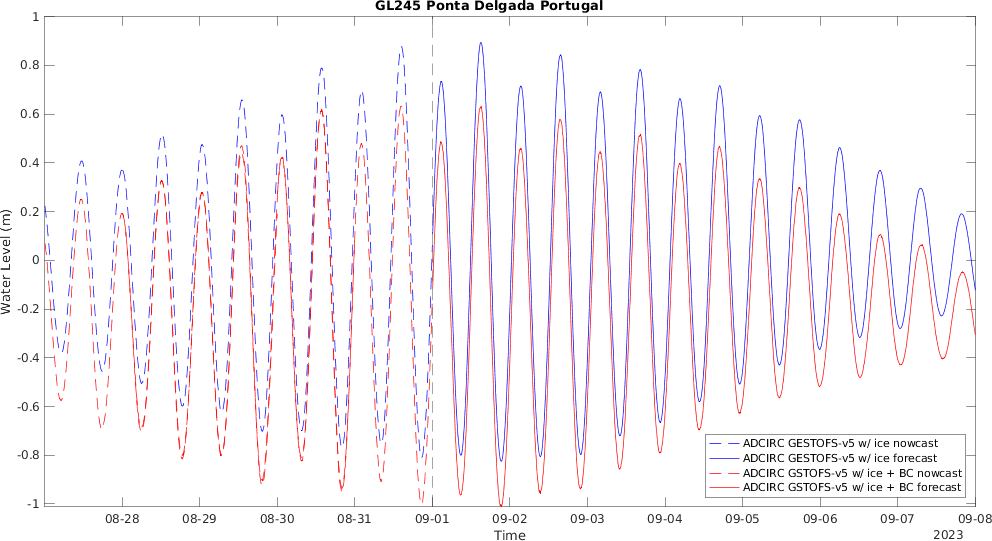 GL245 Ponta Delgada Portugal
1
0.8
0.6
0.4
0.2
0
-0.2
-0.4
-0.6
-0.8
-1
Water Level (m)
08-28 08-29 08-30 08-31 09-01 09-02 09-03 09-04 09-05 09-06 09-07 09-08
Time
2023
ADCIRC GESTOFS-v5 w/ ice nowcast
ADCIRC GESTOFS-v5 w/ ice forecast
ADCIRC GSTOFS-v5 w/ ice + BC nowcast
ADCIRC GSTOFS-v5 w/ ice + BC forecast